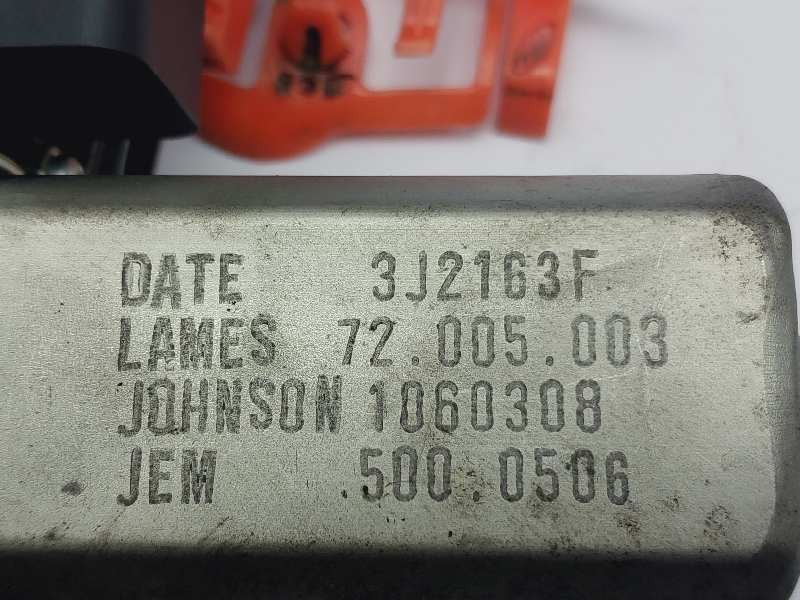 DATE 3J2163F
LAMES 72.005.003
JOHNSON 1060308
JEM 500.0506